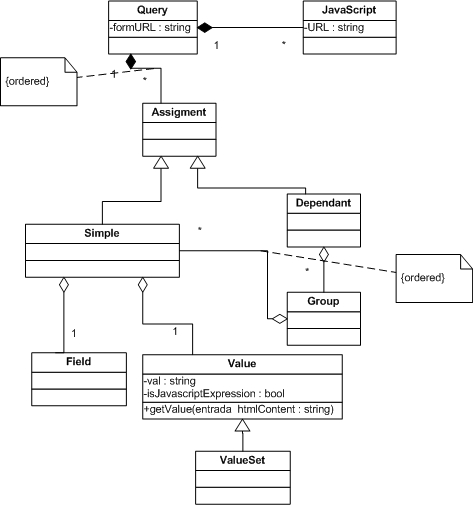 Query
-formURL : string
JavaScript
-URL : string
1
*
1
*
{ordered}
Assigment
Dependant
Simple
*
*
{ordered}
Group
1
1
Field
Value
-val : string
-isJavascriptExpression : bool
+getValue(entrada htmlContent : string)
ValueSet